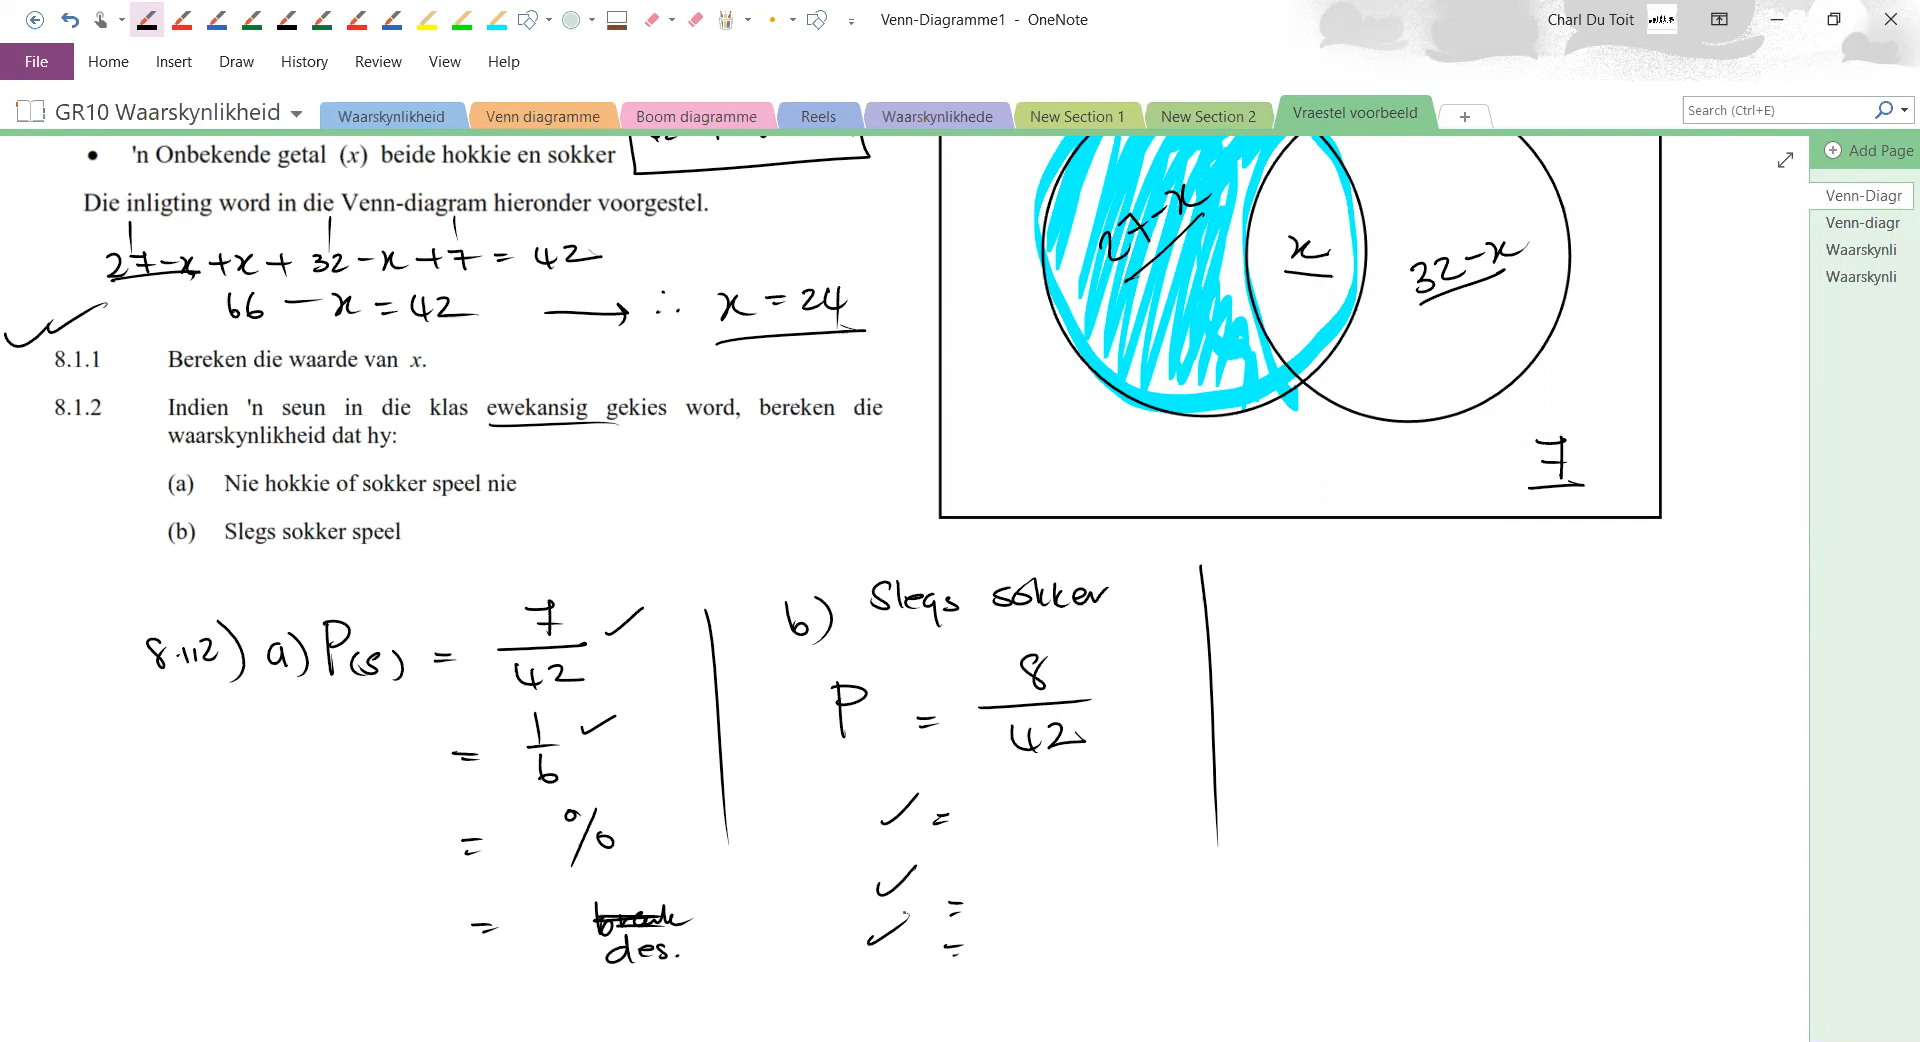 Venn-Diagramme1 - OneNote
Charl Du Toit
File Home Insert Draw History Review View Help
GR10 Waarskynlikheid
Waarskynlikheid Venn diagramme Boom diagramme Reels Waarskynlikhede New Section 1 New Section 2 Vraestel voorbeeld +
Search (Ctrl+E)
Add Page
Venn-Diagr
Venn-diagr
Waarskynli
Waarskynli
• 'n Onbekende getal (x) beide hokkie en sokker
Die inligting word in die Venn-diagram hieronder voorgestel.
27-x+x+32-x+7=42
66-x=42 → ∴ x=24
8.1.1 Bereken die waarde van x.
8.1.2 Indien 'n seun in die klas ewekansig gekies word, bereken die
waarskynlikheid dat hy:
(a) Nie hokkie of sokker speel nie
(b) Slegs sokker speel
27-x
x
32-x
7
8.1.2) a) P(s) = 7/42 ✓
= 1/6 ✓
= %
=
des.
b) Slegs sokker
P = 8/42
✓ =
✓ =
✓ =